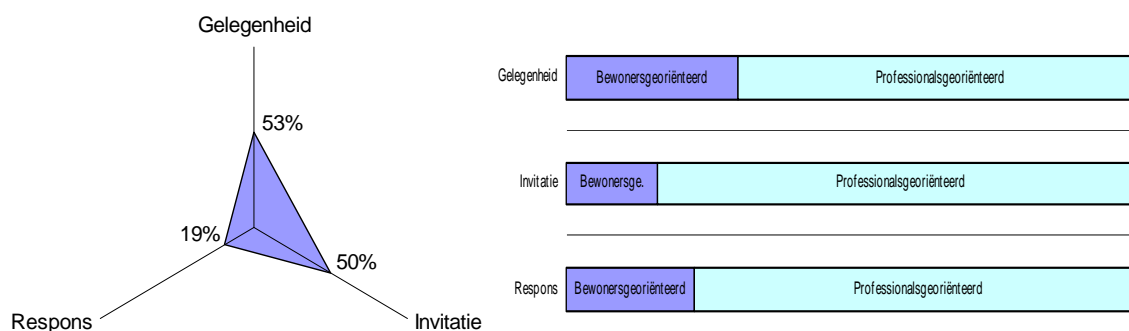 Gelegenheid
53%
19%
50%
Respons
Invitatie
Gelegenheid
Bewonersgeoriënteerd
Professionalsgeoriënteerd
Invitatie
Bewonersge.
Professionalsgeoriënteerd
Respons
Bewonersgeoriënteerd
Professionalsgeoriënteerd